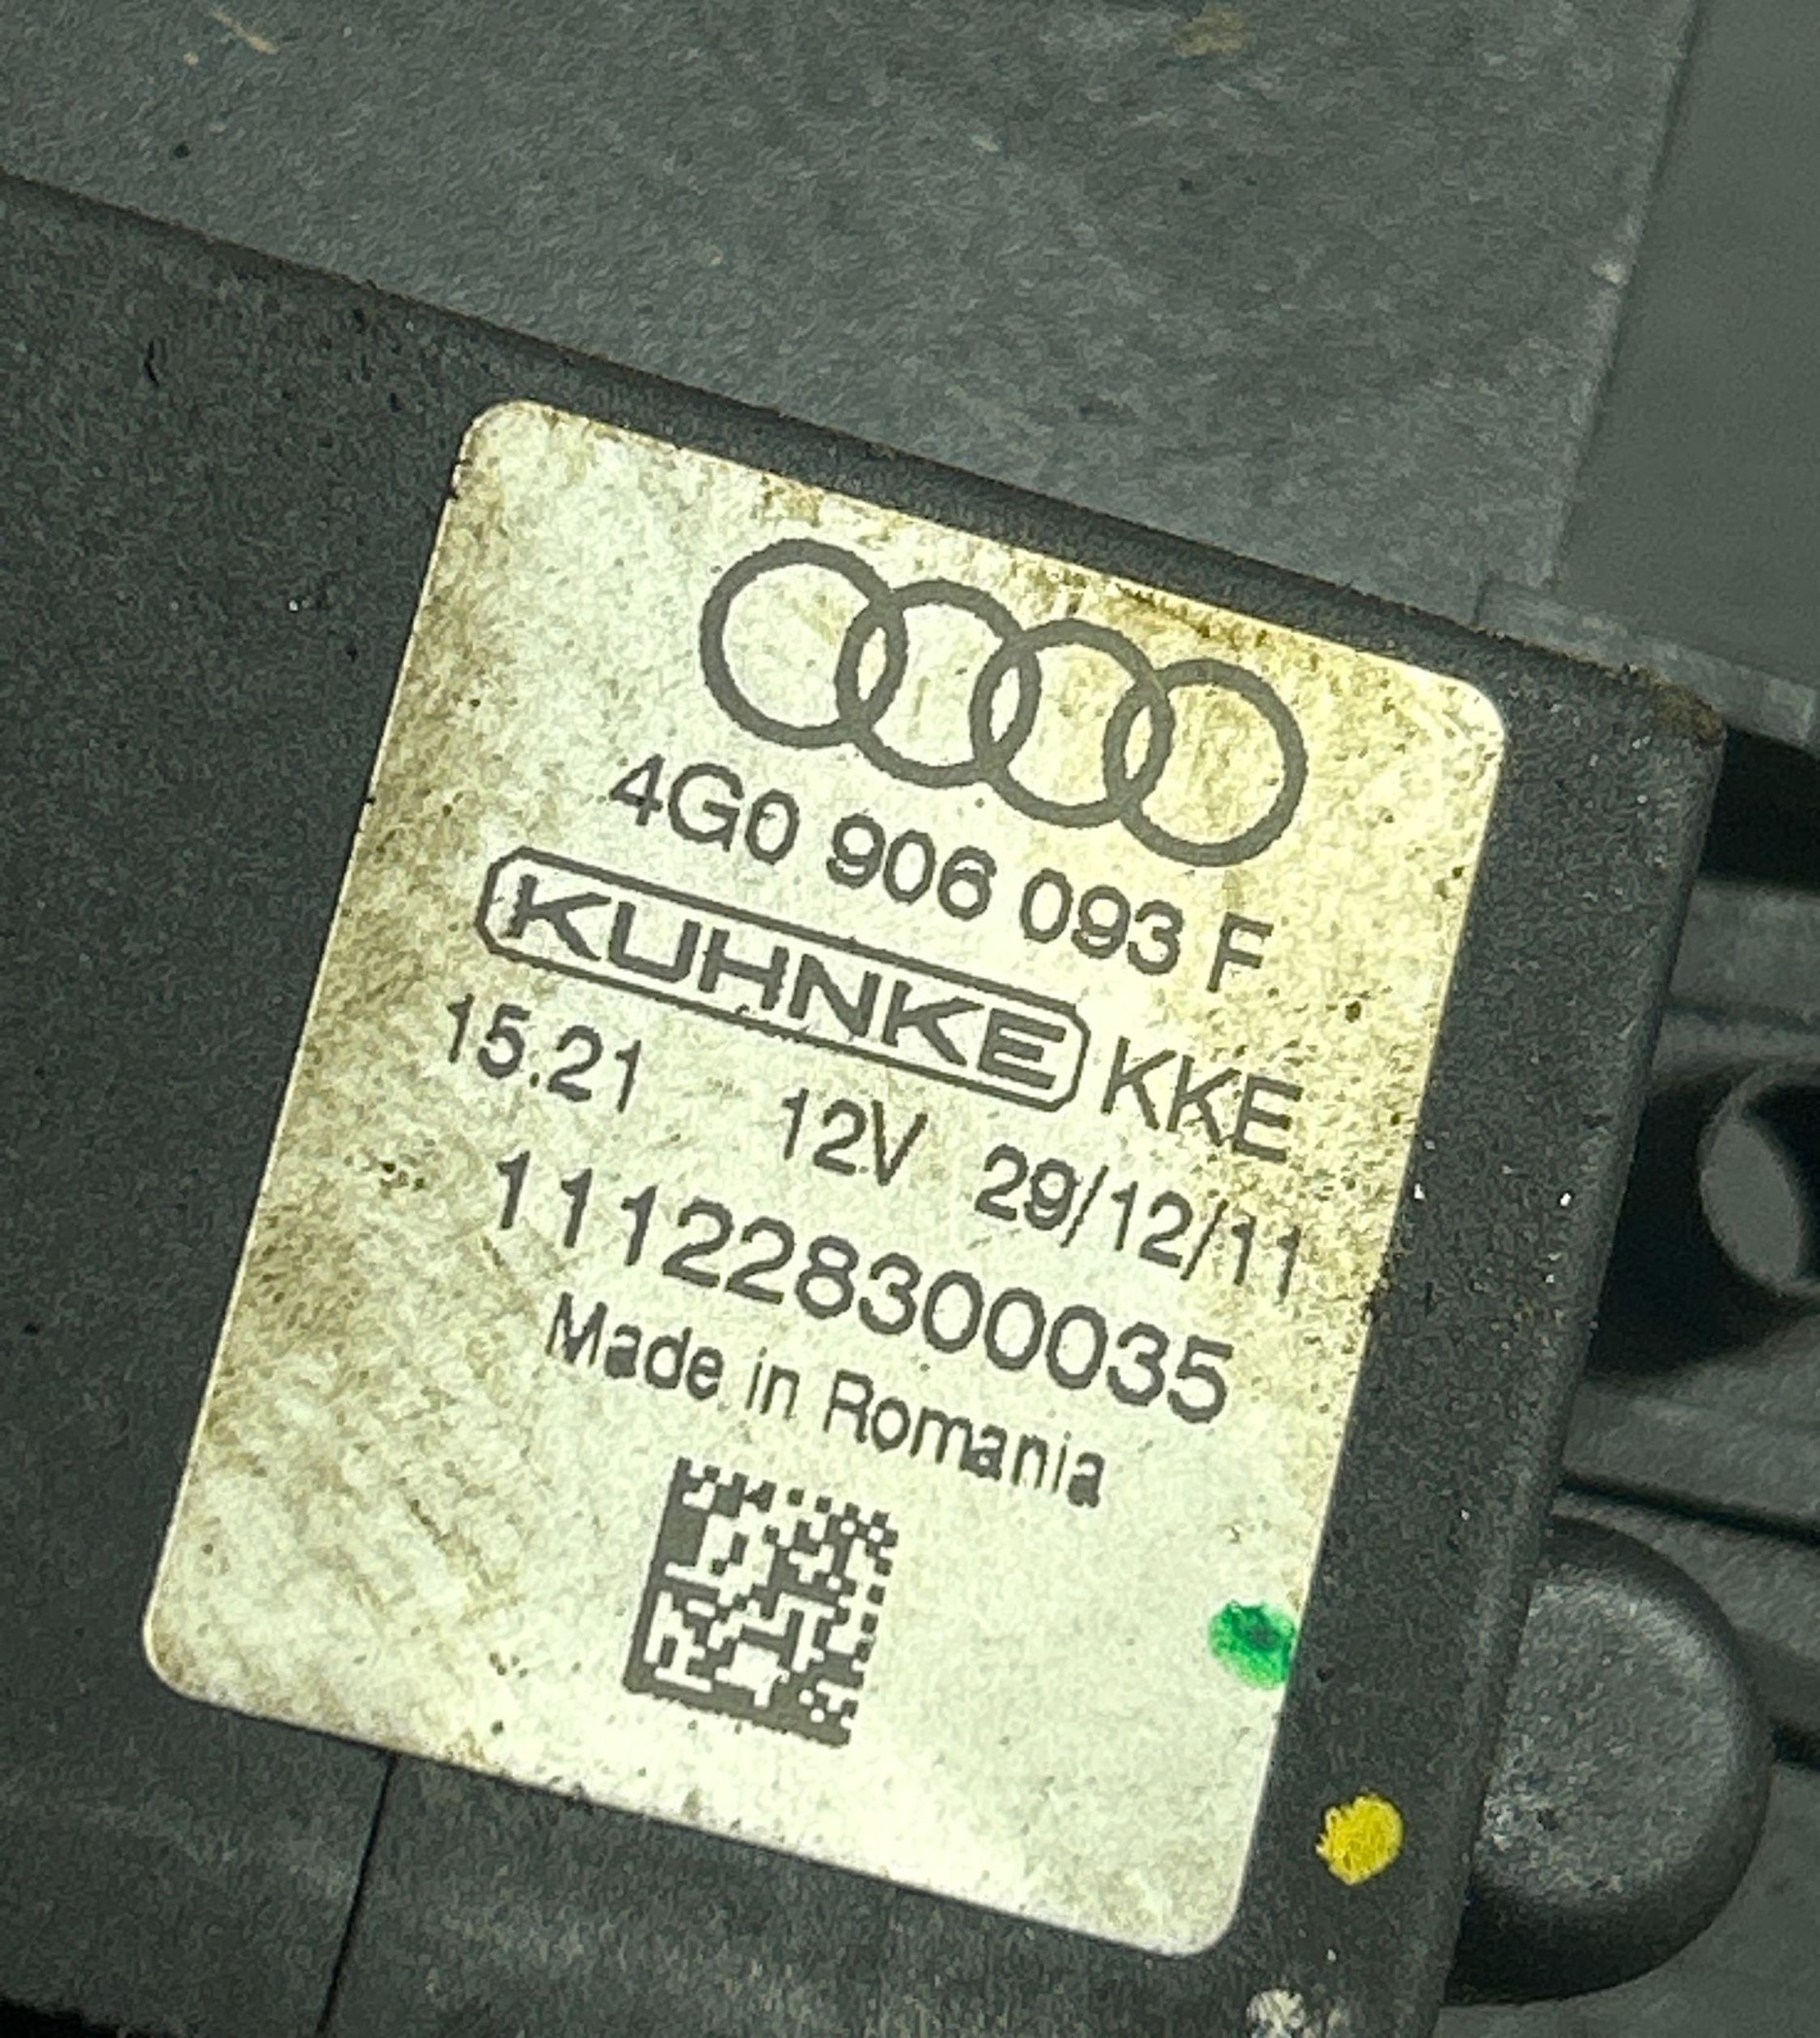 4G0 906 093 F
KUHNKE KKE
15.21 12V 29/12/11
111228300035
Made in Romania